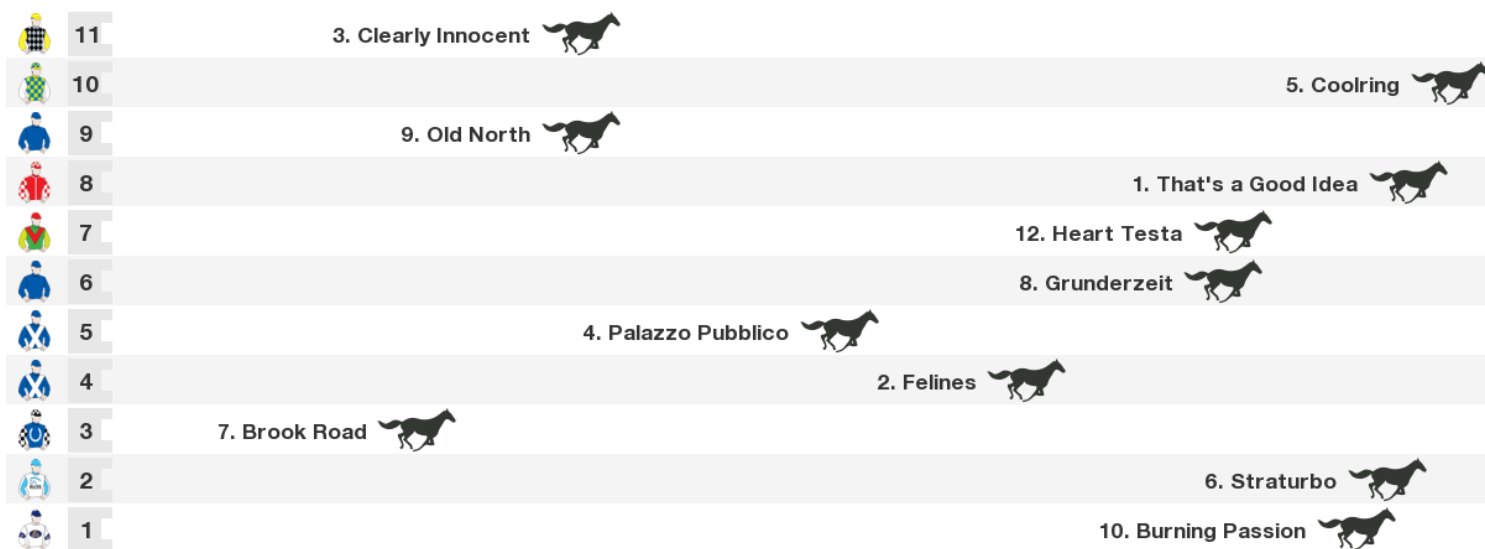 11 3. Clearly Innocent
10 5. Coolring
9 9. Old North
8 1. That's a Good Idea
7 12. Heart Testa
6 8. Grunderzeit
5 4. Palazzo Pubblico
4 2. Felines
3 7. Brook Road
2 6. Straturbo
1 10. Burning Passion